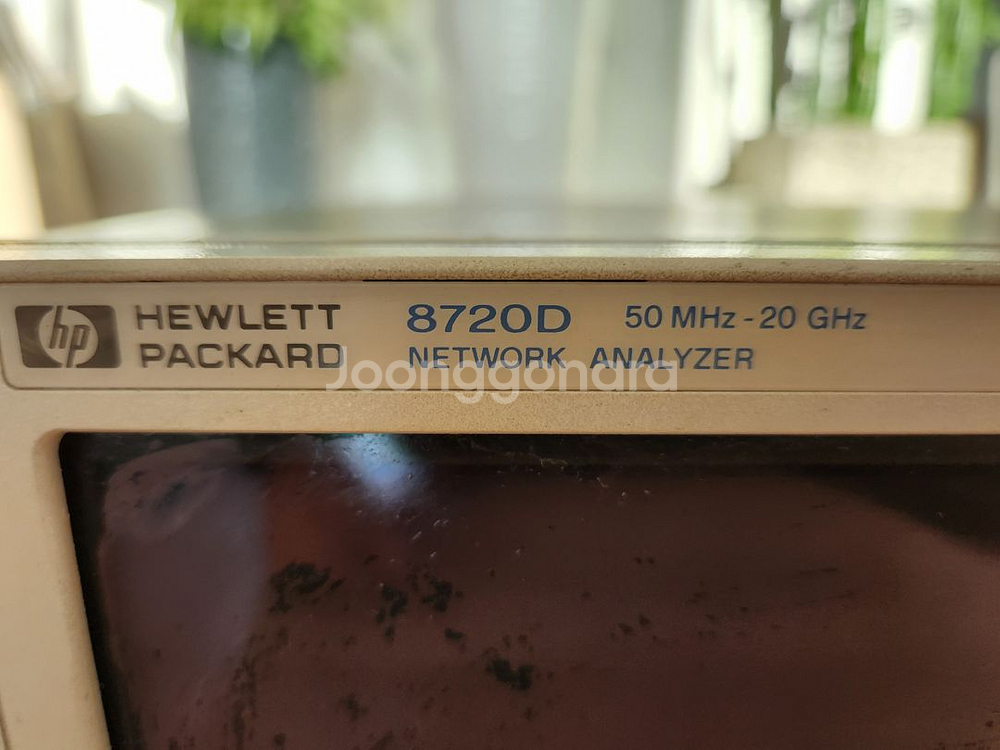 hp HEWLETT PACKARD
8720D 50 MHz - 20 GHz
NETWORK ANALYZER
Joonggonara